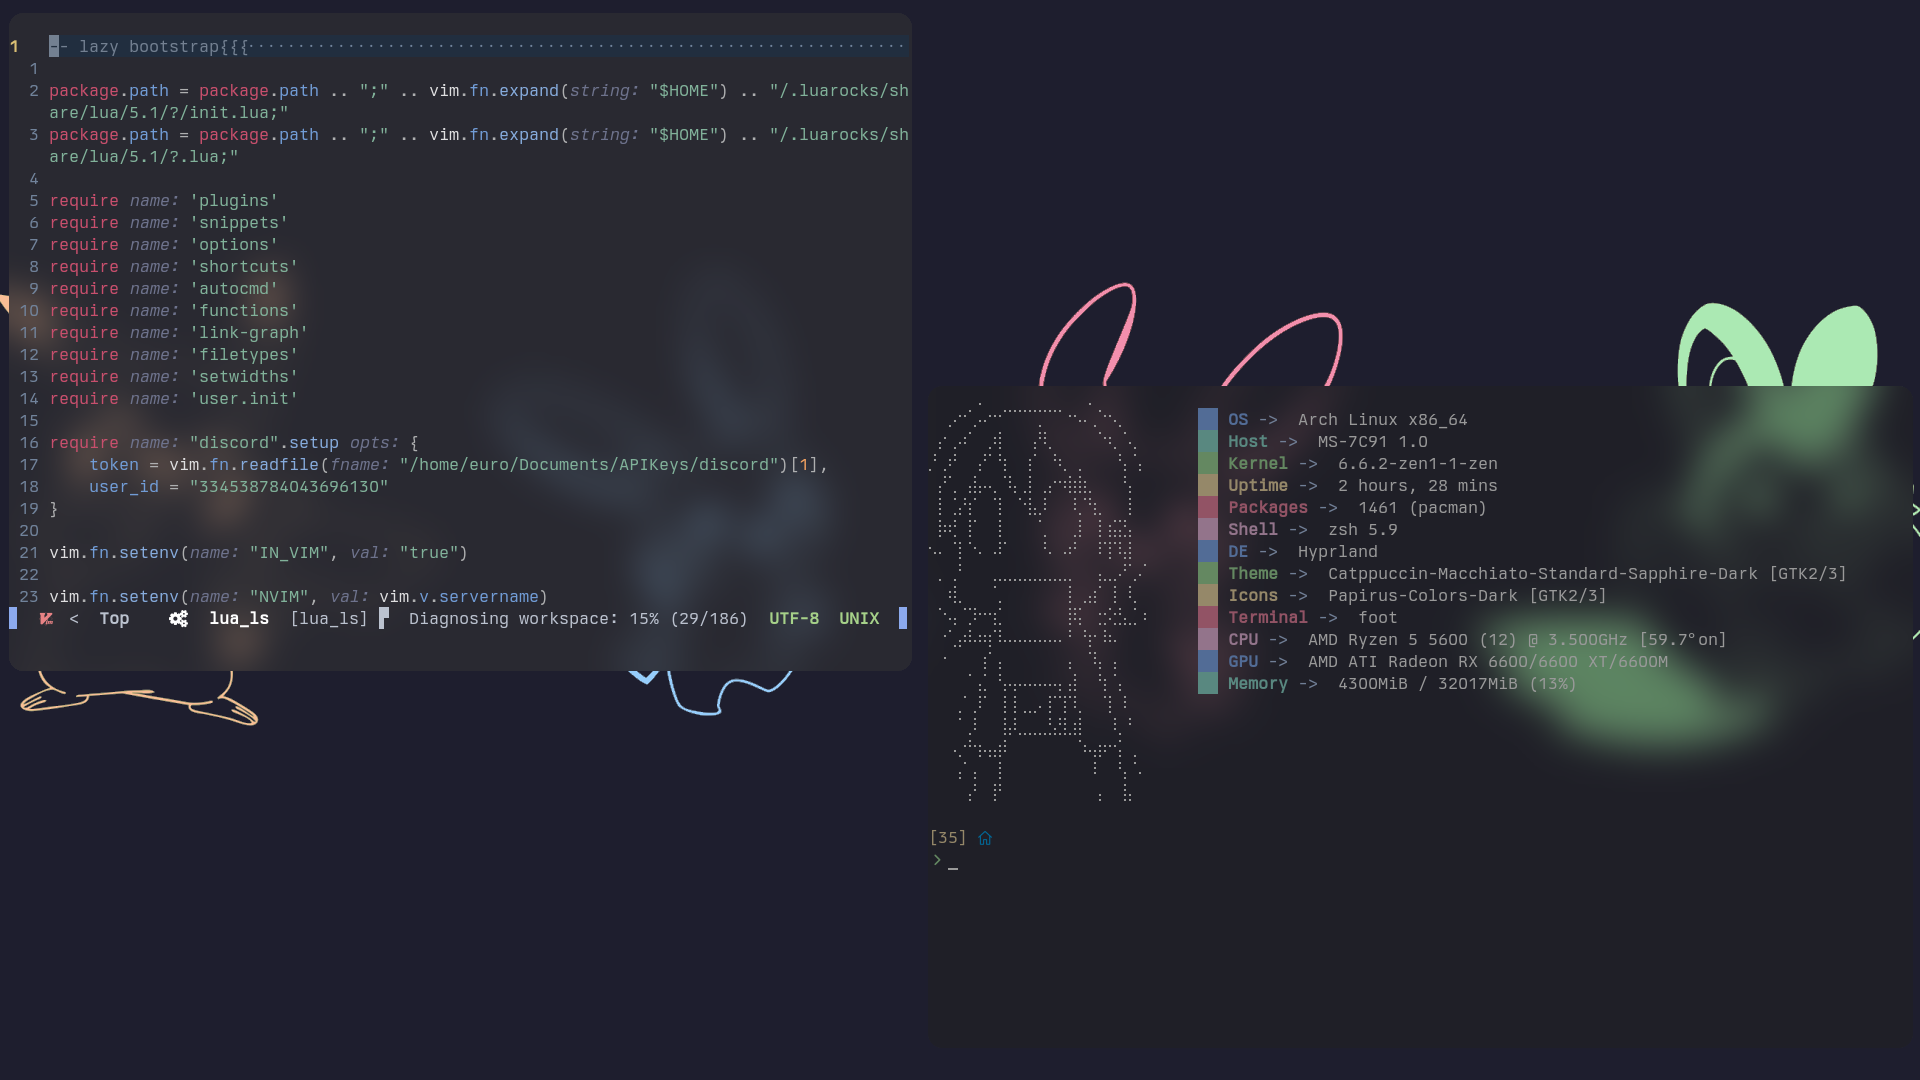 1 -- lazy bootstrap{{{
1
2 package.path = package.path .. ";" .. vim.fn.expand(string: "$HOME") .. "/.luarocks/sh
are/lua/5.1/?/init.lua;"
3 package.path = package.path .. ";" .. vim.fn.expand(string: "$HOME") .. "/.luarocks/sh
are/lua/5.1/?.lua;"
4
5 require name: 'plugins'
6 require name: 'snippets'
7 require name: 'options'
8 require name: 'shortcuts'
9 require name: 'autocmd'
10 require name: 'functions'
11 require name: 'link-graph'
12 require name: 'filetypes'
13 require name: 'setwidths'
14 require name: 'user.init'
15
16 require name: "discord".setup opts: {
17 token = vim.fn.readfile(fname: "/home/euro/Documents/APIKeys/discord")[1],
18 user_id = "334538784043696130"
19 }
20
21 vim.fn.setenv(name: "IN_VIM", val: "true")
22
23 vim.fn.setenv(name: "NVIM", val: vim.v.servername)
< Top lua_ls [lua_ls] Diagnosing workspace: 15% (29/186) UTF-8 UNIX
OS -> Arch Linux x86_64
Host -> MS-7C91 1.0
Kernel -> 6.6.2-zen1-1-zen
Uptime -> 2 hours, 28 mins
Packages -> 1461 (pacman)
Shell -> zsh 5.9
DE -> Hyprland
Theme -> Catppuccin-Macchiato-Standard-Sapphire-Dark [GTK2/3]
Icons -> Papirus-Colors-Dark [GTK2/3]
Terminal -> foot
CPU -> AMD Ryzen 5 5600 (12) @ 3.500GHz [59.7°on]
GPU -> AMD ATI Radeon RX 6600/6600 XT/6600M
Memory -> 4300MiB / 32017MiB (13%)
[35]
> _